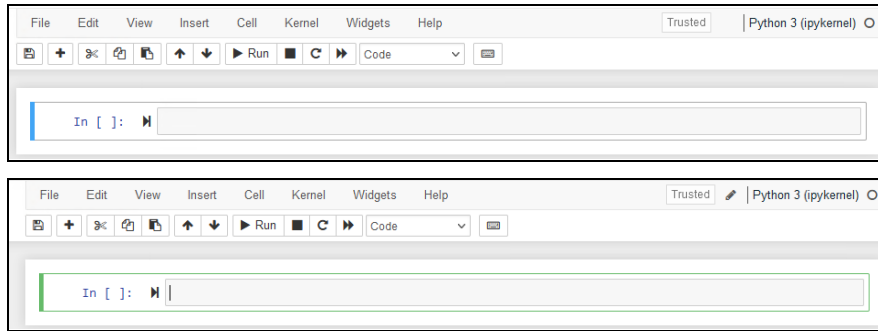 File Edit View Insert Cell Kernel Widgets Help Trusted Python 3 (ipykernel)
Run Code
In [ ]:
File Edit View Insert Cell Kernel Widgets Help Trusted Python 3 (ipykernel)
Run Code
In [ ]: